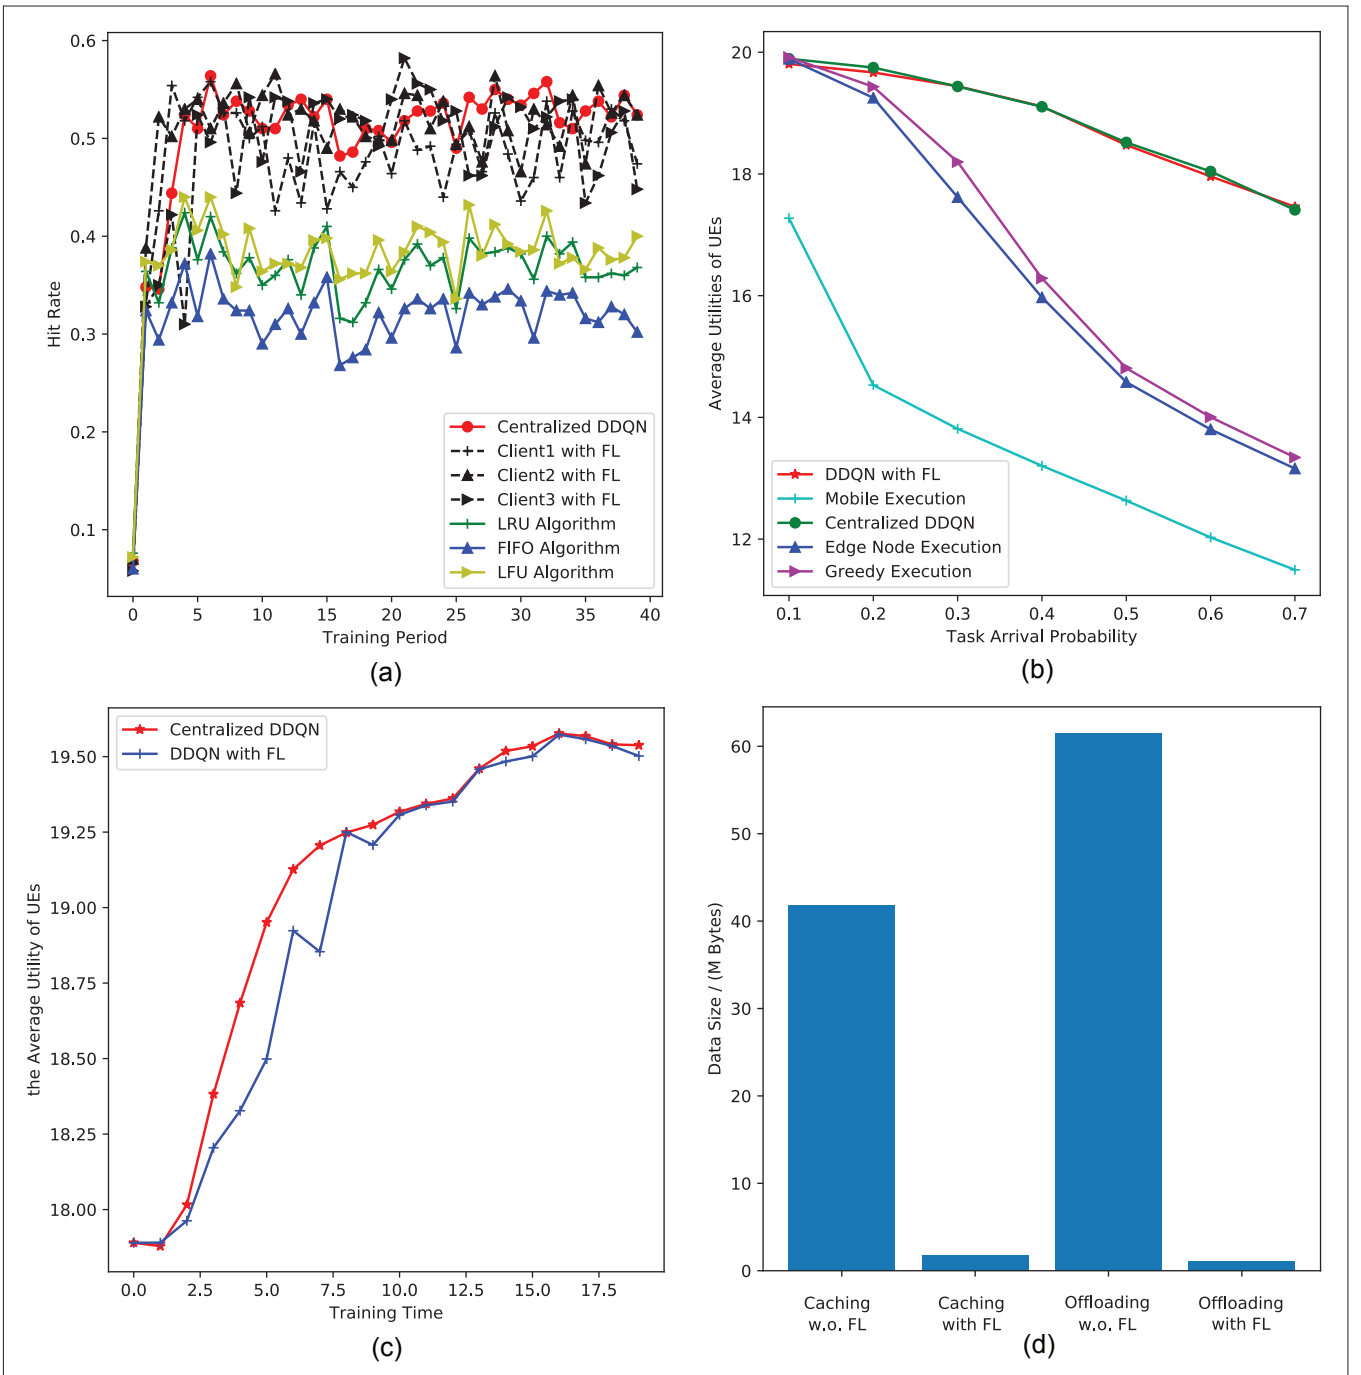 0.6
0.5
0.4
0.3
0.2
0.1
Hit Rate
0 5 10 15 20 25 30 35 40
Training Period
Centralized DDQN
Client1 with FL
Client2 with FL
Client3 with FL
LRU Algorithm
FIFO Algorithm
LFU Algorithm
(a)
20
18
16
14
12
Average Utilities of UEs
0.1 0.2 0.3 0.4 0.5 0.6 0.7
Task Arrival Probability
DDQN with FL
Mobile Execution
Centralized DDQN
Edge Node Execution
Greedy Execution
(b)
Centralized DDQN
DDQN with FL
19.50
19.25
19.00
18.75
18.50
18.25
18.00
the Average Utility of UEs
0.0 2.5 5.0 7.5 10.0 12.5 15.0 17.5
Training Time
(c)
60
50
40
30
20
10
0
Data Size / (M Bytes)
Caching
w.o. FL
Caching
with FL
Offloading
w.o. FL
Offloading
with FL
(d)